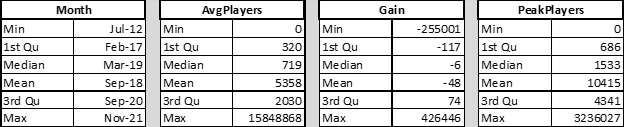 Month AvgPlayers Gain PeakPlayers
Min Jul-12 Min 0 Min -255001 Min 0
1st Qu Feb-17 1st Qu 320 1st Qu -117 1st Qu 686
Median Mar-19 Median 719 Median -6 Median 1533
Mean Sep-18 Mean 5358 Mean -48 Mean 10415
3rd Qu Sep-20 3rd Qu 2030 3rd Qu 74 3rd Qu 4341
Max Nov-21 Max 15848868 Max 426446 Max 3236027